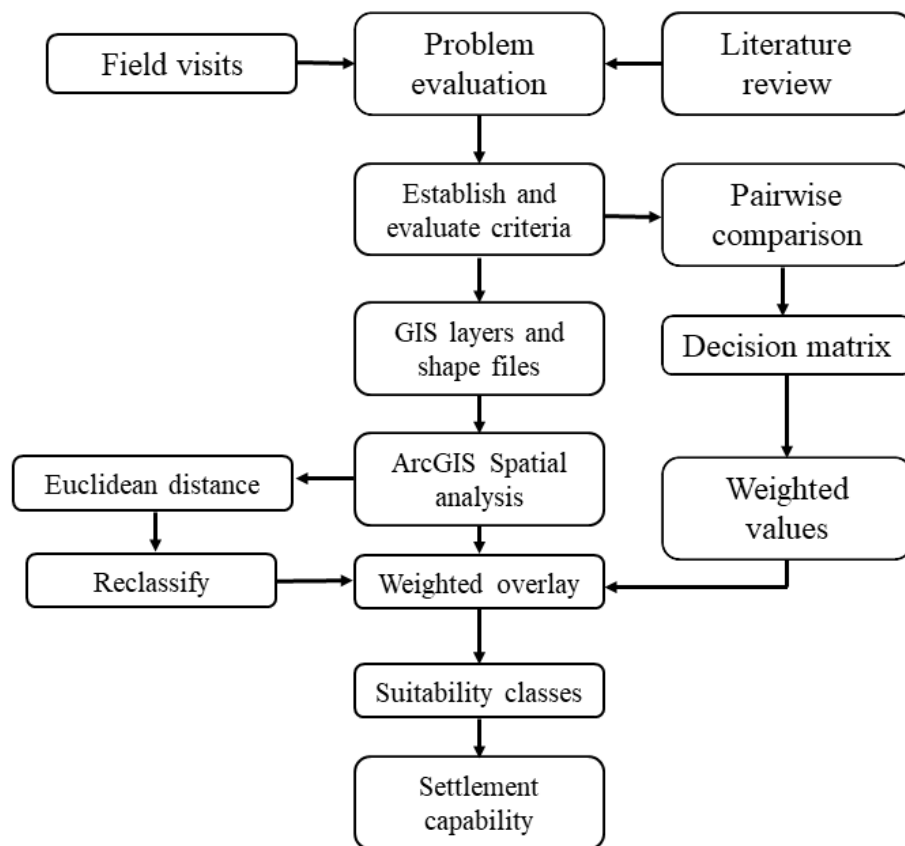 Field visits
Problem
evaluation
Literature
review
Establish and
evaluate criteria
Pairwise
comparison
GIS layers and
shape files
Decision matrix
ArcGIS Spatial
analysis
Euclidean distance
Weighted
values
Reclassify
Weighted overlay
Suitability classes
Settlement
capability